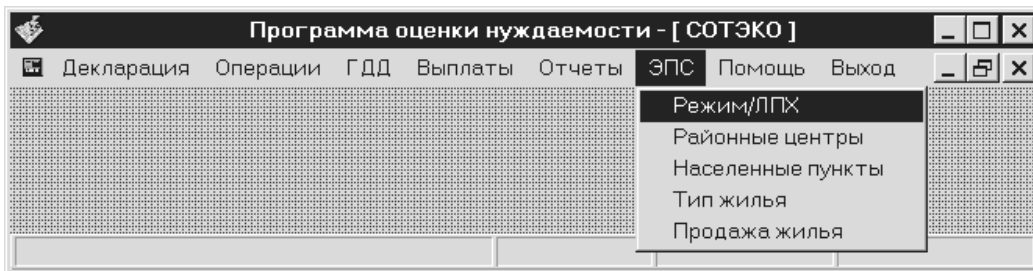 Программа оценки нуждаемости - [ СОТЭКО ]
Декларация Операции ГДД Выплаты Отчеты ЭПС Помощь Выход
Режим/ЛПХ
Районные центры
Населенные пункты
Тип жилья
Продажа жилья